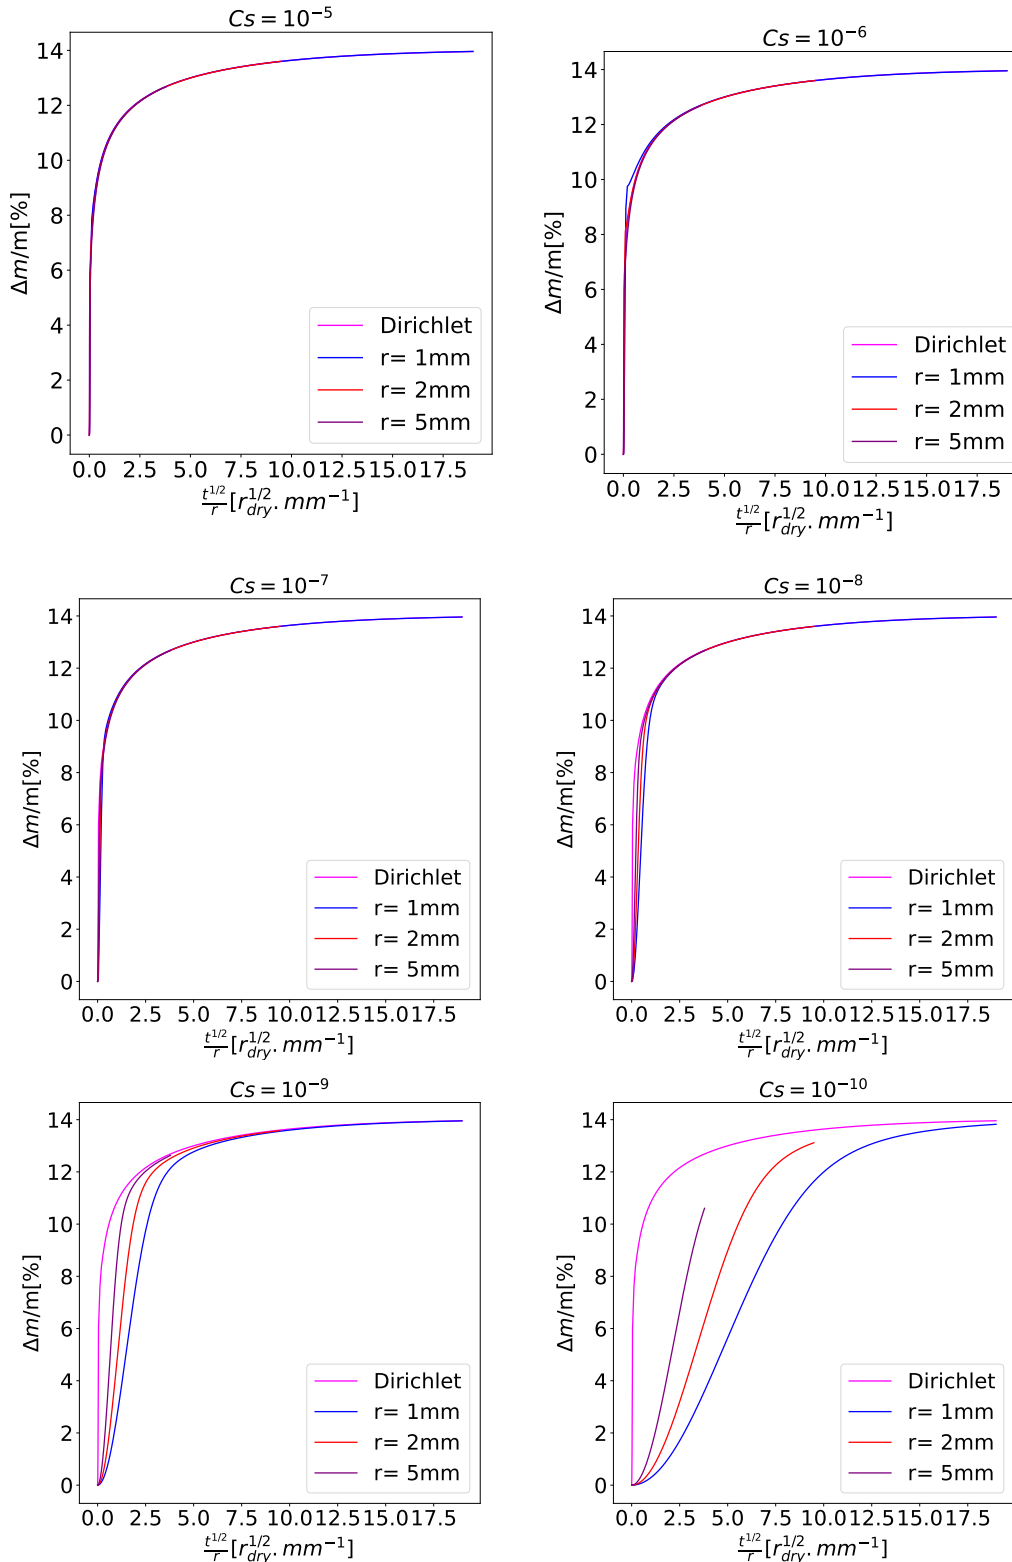 Cs = 10⁻⁵
14
12
10
8
6
4
2
0
Δm/m[%]
Dirichlet
r= 1mm
r= 2mm
r= 5mm
0.0 2.5 5.0 7.5 10.0 12.5 15.0 17.5
t^{1/2}/r [r_{dry}^{1/2}. mm⁻¹]
Cs = 10⁻⁶
14
12
10
8
6
4
2
0
Δm/m[%]
Dirichlet
r= 1mm
r= 2mm
r= 5mm
0.0 2.5 5.0 7.5 10.0 12.5 15.0 17.5
t^{1/2}/r [r_{dry}^{1/2}. mm⁻¹]
Cs = 10⁻⁷
14
12
10
8
6
4
2
0
Δm/m[%]
Dirichlet
r= 1mm
r= 2mm
r= 5mm
0.0 2.5 5.0 7.5 10.0 12.5 15.0 17.5
t^{1/2}/r [r_{dry}^{1/2}. mm⁻¹]
Cs = 10⁻⁸
14
12
10
8
6
4
2
0
Δm/m[%]
Dirichlet
r= 1mm
r= 2mm
r= 5mm
0.0 2.5 5.0 7.5 10.0 12.5 15.0 17.5
t^{1/2}/r [r_{dry}^{1/2}. mm⁻¹]
Cs = 10⁻⁹
14
12
10
8
6
4
2
0
Δm/m[%]
Dirichlet
r= 1mm
r= 2mm
r= 5mm
0.0 2.5 5.0 7.5 10.0 12.5 15.0 17.5
t^{1/2}/r [r_{dry}^{1/2}. mm⁻¹]
Cs = 10⁻¹⁰
14
12
10
8
6
4
2
0
Δm/m[%]
Dirichlet
r= 1mm
r= 2mm
r= 5mm
0.0 2.5 5.0 7.5 10.0 12.5 15.0 17.5
t^{1/2}/r [r_{dry}^{1/2}. mm⁻¹]